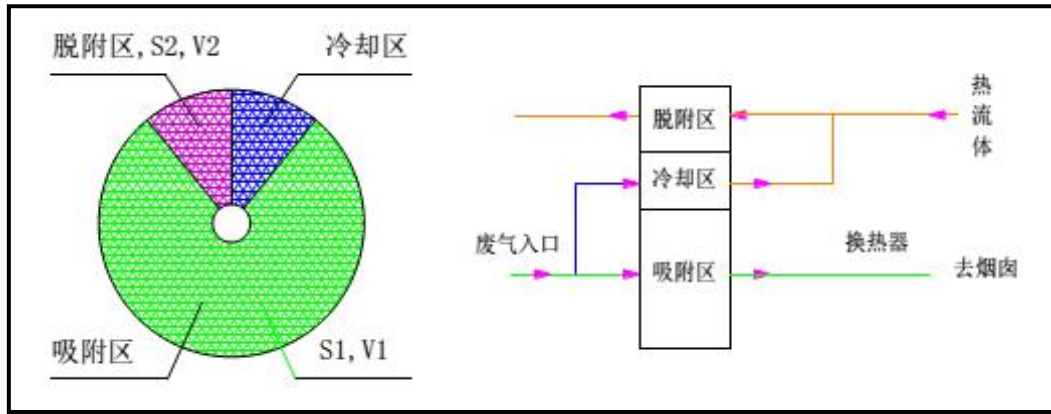 脱附区,S2,V2
冷却区
吸附区
S1,V1
脱附区
冷却区
吸附区
热流体
废气入口
换热器
去烟囱